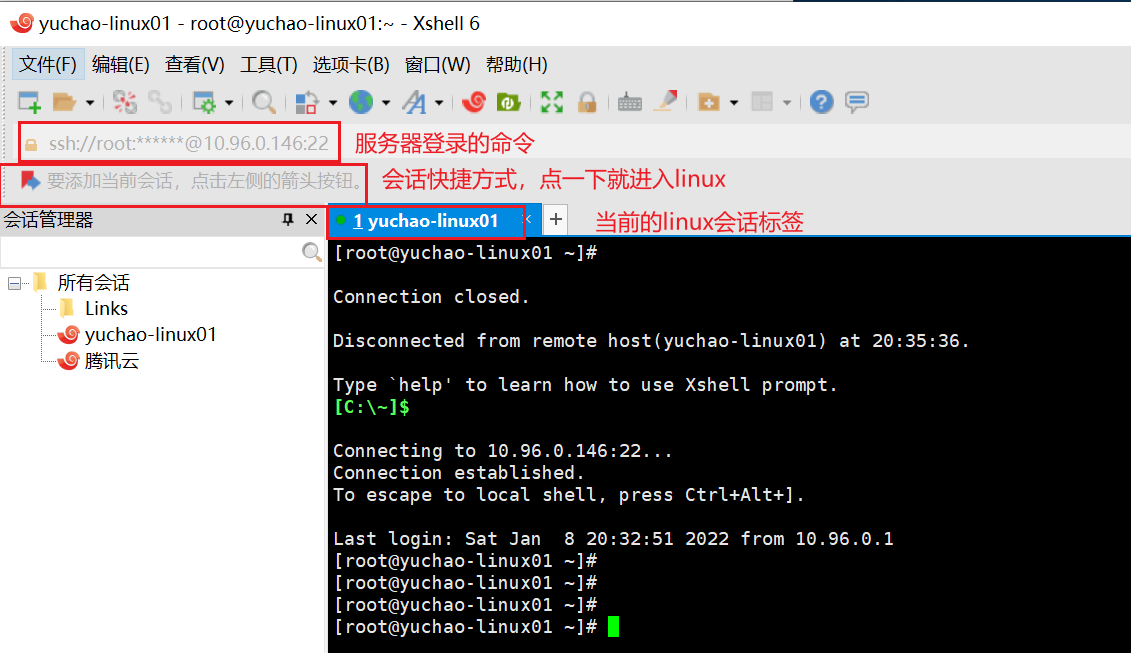 yuchao-linux01 - root@yuchao-linux01:~ - Xshell 6
文件(F) 编辑(E) 查看(V) 工具(T) 选项卡(B) 窗口(W) 帮助(H)
ssh://root:******@10.96.0.146:22 服务器登录的命令
要添加当前会话，点击左侧的箭头按钮。 会话快捷方式，点一下就进入linux
会话管理器
1 yuchao-linux01 × + 当前的linux会话标签
所有会话
Links
yuchao-linux01
腾讯云
[root@yuchao-linux01 ~]#
Connection closed.
Disconnected from remote host(yuchao-linux01) at 20:35:36.
Type `help' to learn how to use Xshell prompt.
[C:\~]$
Connecting to 10.96.0.146:22...
Connection established.
To escape to local shell, press Ctrl+Alt+].
Last login: Sat Jan  8 20:32:51 2022 from 10.96.0.1
[root@yuchao-linux01 ~]#
[root@yuchao-linux01 ~]#
[root@yuchao-linux01 ~]#
[root@yuchao-linux01 ~]#